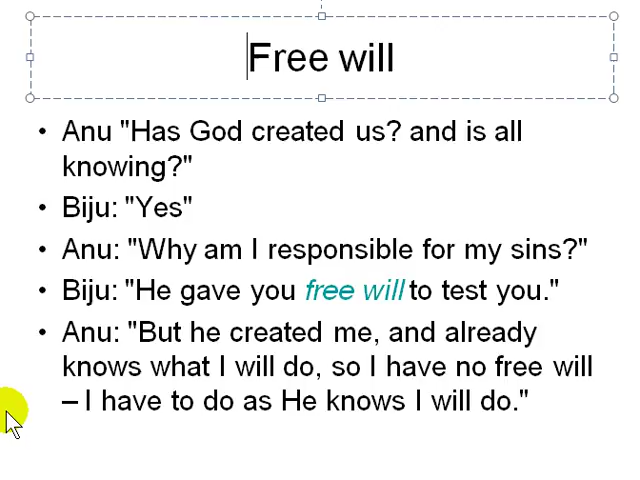 Free will
• Anu "Has God created us? and is all
knowing?"
• Biju: "Yes"
• Anu: "Why am I responsible for my sins?"
• Biju: "He gave you free will to test you."
• Anu: "But he created me, and already
knows what I will do, so I have no free will
– I have to do as He knows I will do."